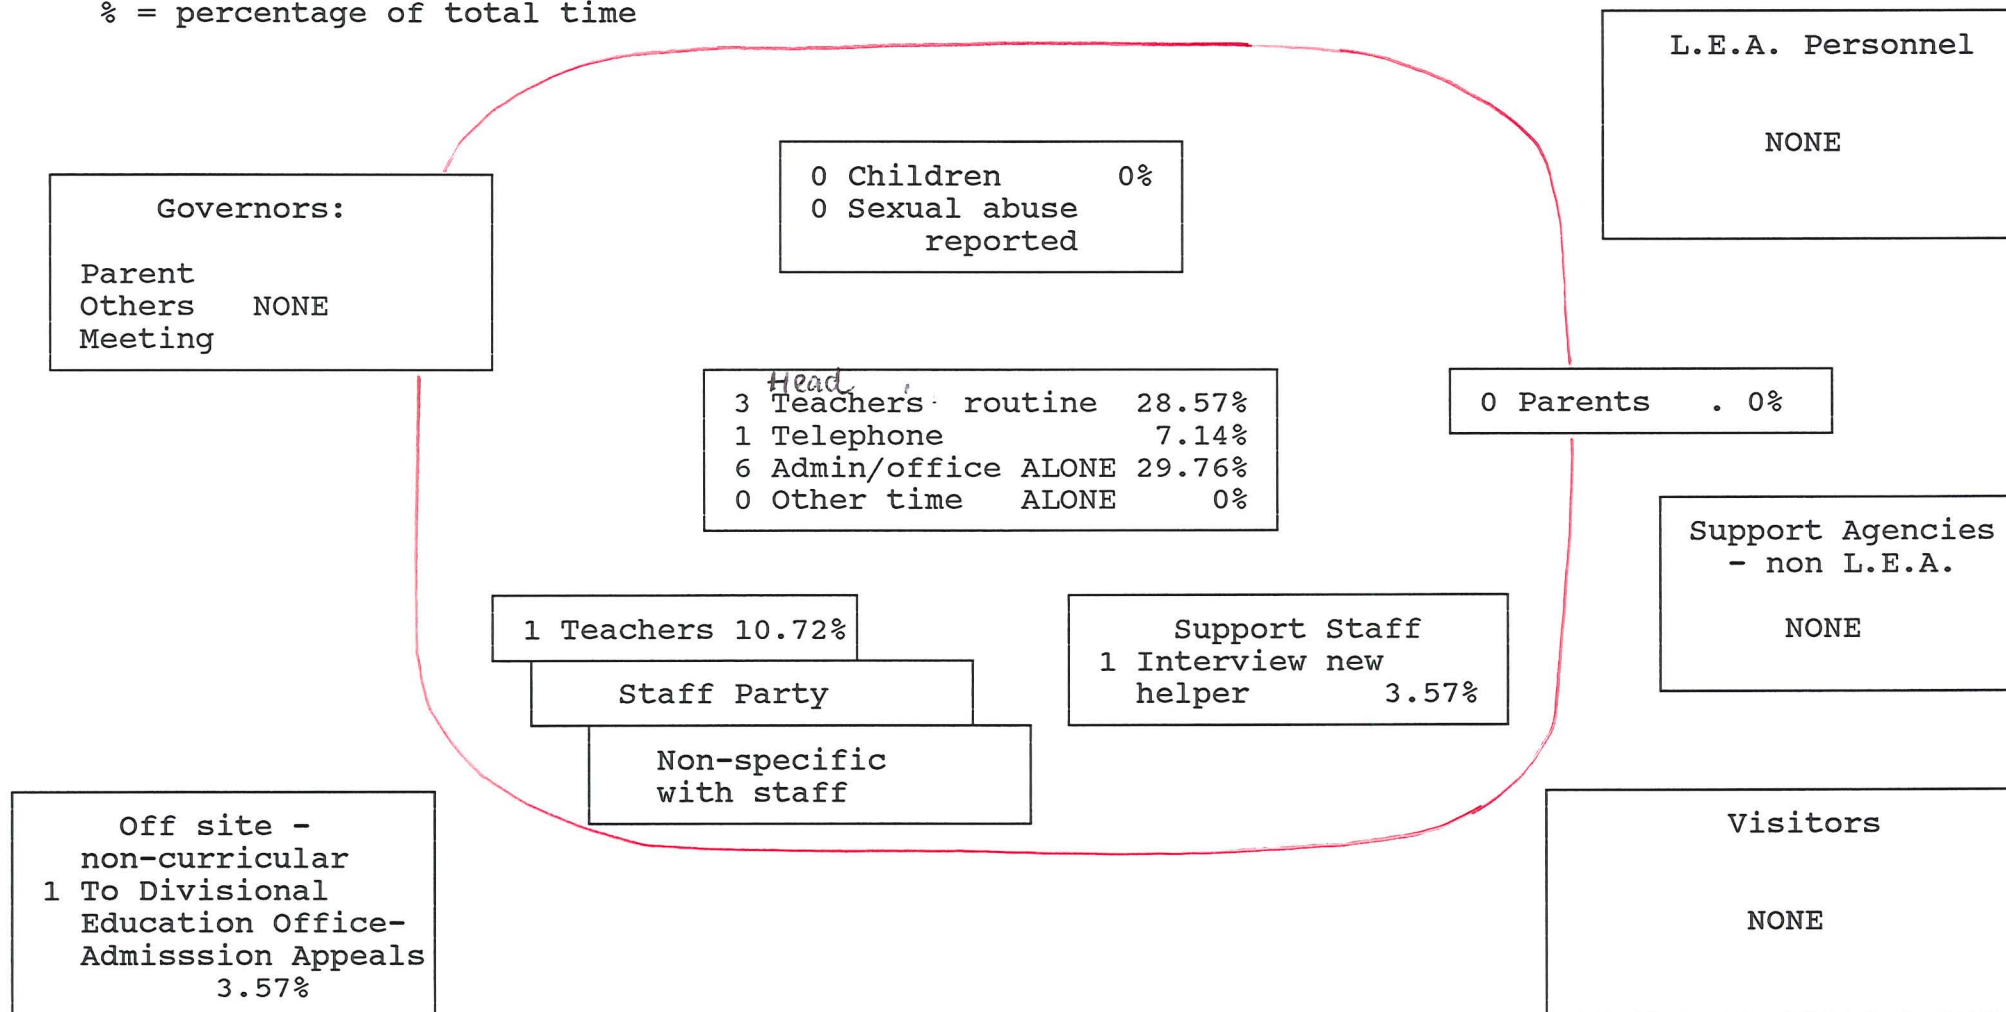 % = percentage of total time
L.E.A. Personnel
NONE
0 Children 0%
0 Sexual abuse
reported
Governors:
Parent
Others NONE
Meeting
Head
3 Teachers routine 28.57%
1 Telephone 7.14%
6 Admin/office ALONE 29.76%
0 Other time ALONE 0%
0 Parents . 0%
Support Agencies
- non L.E.A.
NONE
1 Teachers 10.72%
Staff Party
Non-specific
with staff
Support Staff
1 Interview new
helper 3.57%
Off site -
non-curricular
1 To Divisional
Education Office-
Admisssion Appeals
3.57%
Visitors
NONE